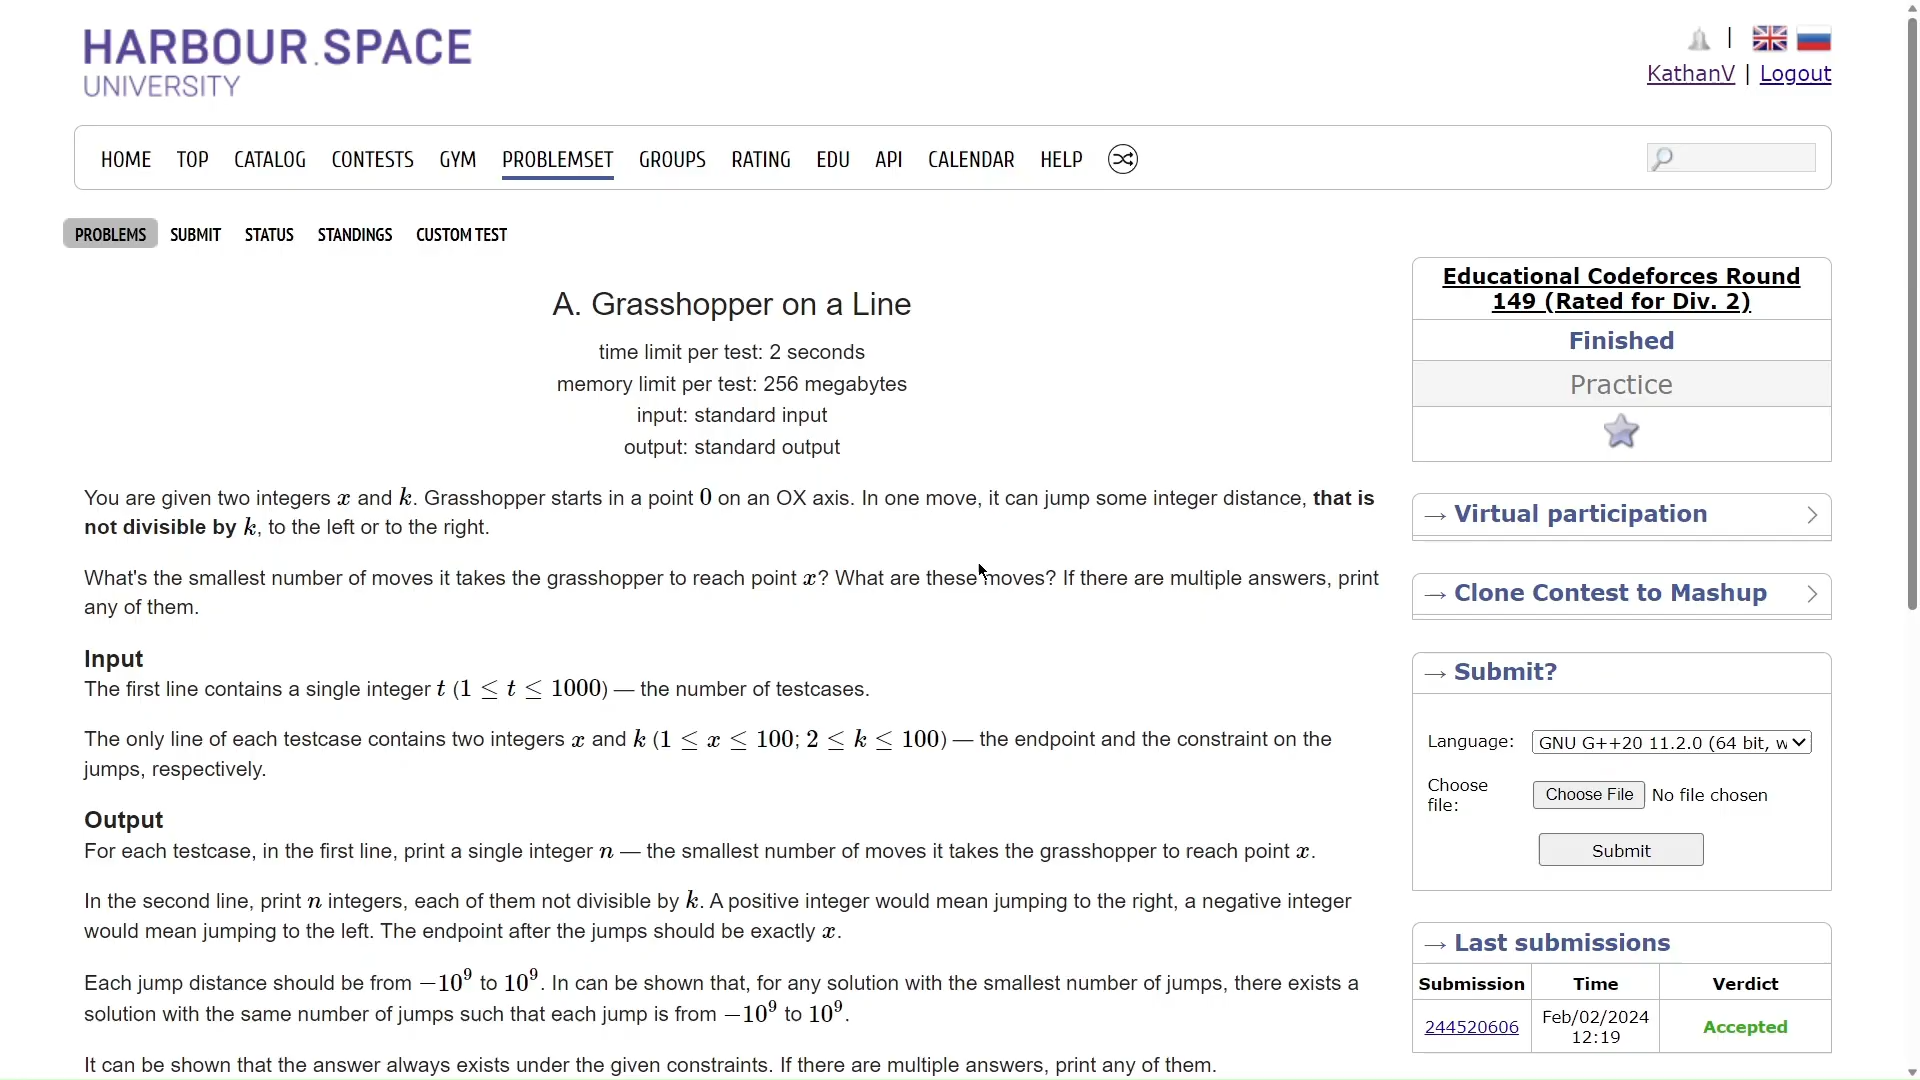 HARBOUR.SPACE
UNIVERSITY
|
KathanV | Logout
HOME TOP CATALOG CONTESTS GYM PROBLEMSET GROUPS RATING EDU API CALENDAR HELP
PROBLEMS SUBMIT STATUS STANDINGS CUSTOM TEST
A. Grasshopper on a Line
time limit per test: 2 seconds
memory limit per test: 256 megabytes
input: standard input
output: standard output
You are given two integers x and k. Grasshopper starts in a point 0 on an OX axis. In one move, it can jump some integer distance, that is
not divisible by k, to the left or to the right.
What's the smallest number of moves it takes the grasshopper to reach point x? What are these moves? If there are multiple answers, print
any of them.
Input
The first line contains a single integer t (1 ≤ t ≤ 1000) — the number of testcases.
The only line of each testcase contains two integers x and k (1 ≤ x ≤ 100; 2 ≤ k ≤ 100) — the endpoint and the constraint on the
jumps, respectively.
Output
For each testcase, in the first line, print a single integer n — the smallest number of moves it takes the grasshopper to reach point x.
In the second line, print n integers, each of them not divisible by k. A positive integer would mean jumping to the right, a negative integer
would mean jumping to the left. The endpoint after the jumps should be exactly x.
Each jump distance should be from −10⁹ to 10⁹. In can be shown that, for any solution with the smallest number of jumps, there exists a
solution with the same number of jumps such that each jump is from −10⁹ to 10⁹.
It can be shown that the answer always exists under the given constraints. If there are multiple answers, print any of them.
Educational Codeforces Round
149 (Rated for Div. 2)
Finished
Practice
→ Virtual participation
→ Clone Contest to Mashup
→ Submit?
Language: GNU G++20 11.2.0 (64 bit, w
Choose
file: Choose File No file chosen
Submit
→ Last submissions
Submission Time Verdict
244520606 Feb/02/2024
12:19 Accepted